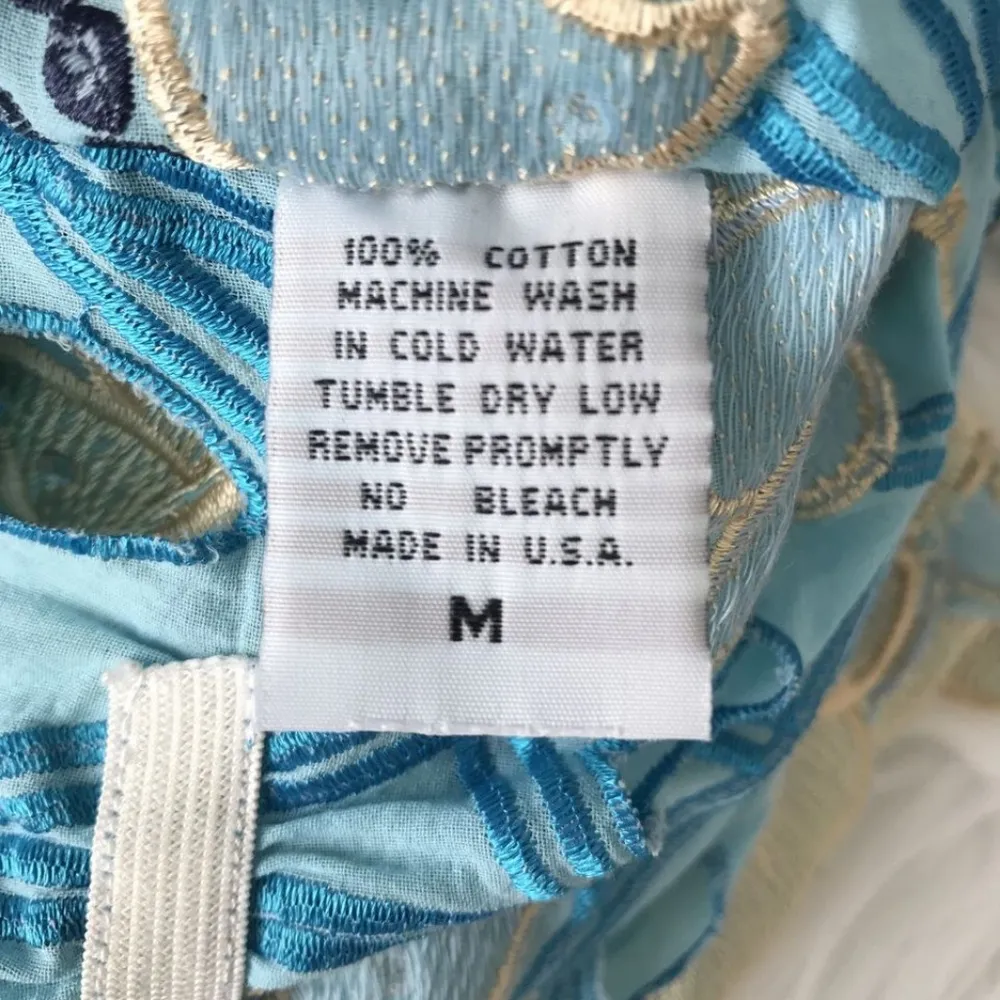 100% COTTON
MACHINE WASH
IN COLD WATER
TUMBLE DRY LOW
REMOVE PROMPTLY
NO BLEACH
MADE IN U.S.A.
M